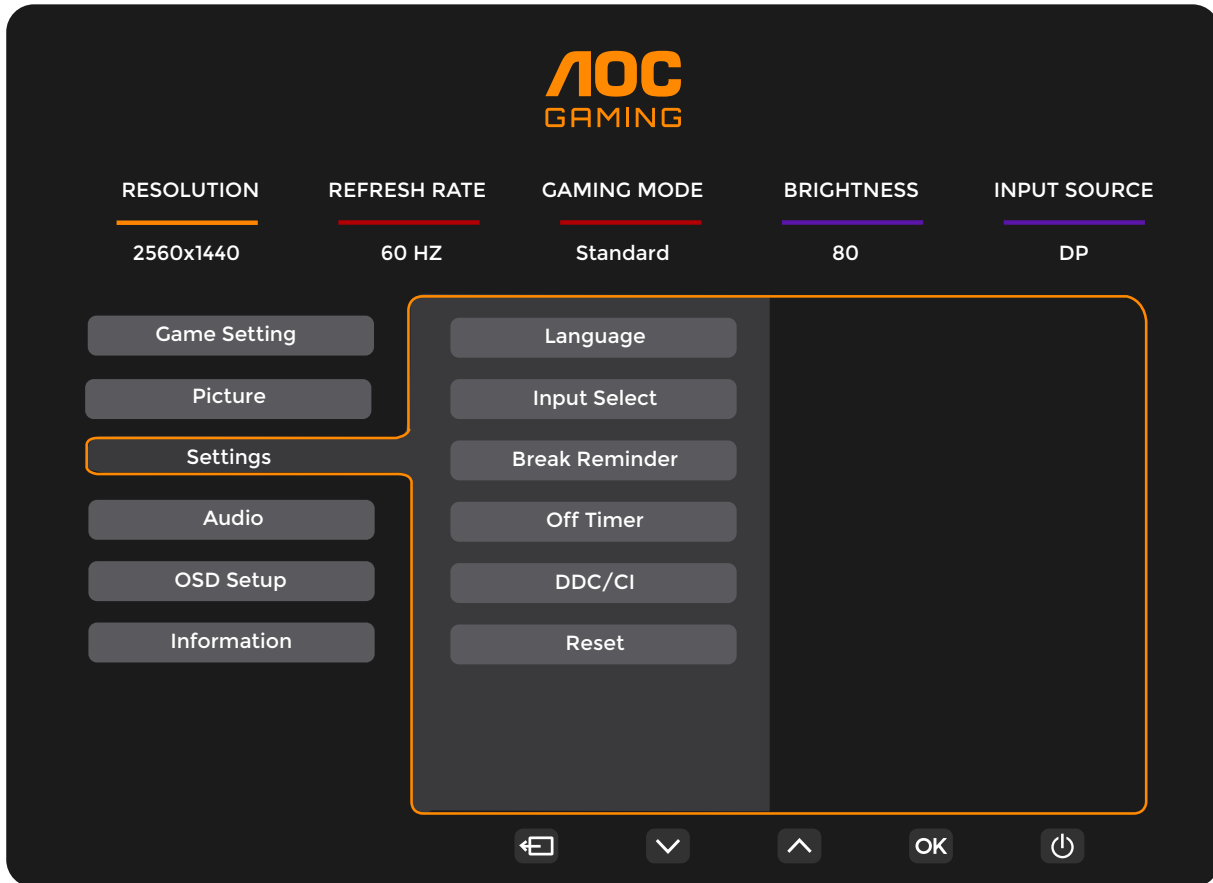 AOC
GAMING
RESOLUTION REFRESH RATE GAMING MODE BRIGHTNESS INPUT SOURCE
2560x1440 60 HZ Standard 80 DP
Game Setting
Picture
Settings
Audio
OSD Setup
Information
Language
Input Select
Break Reminder
Off Timer
DDC/CI
Reset
OK